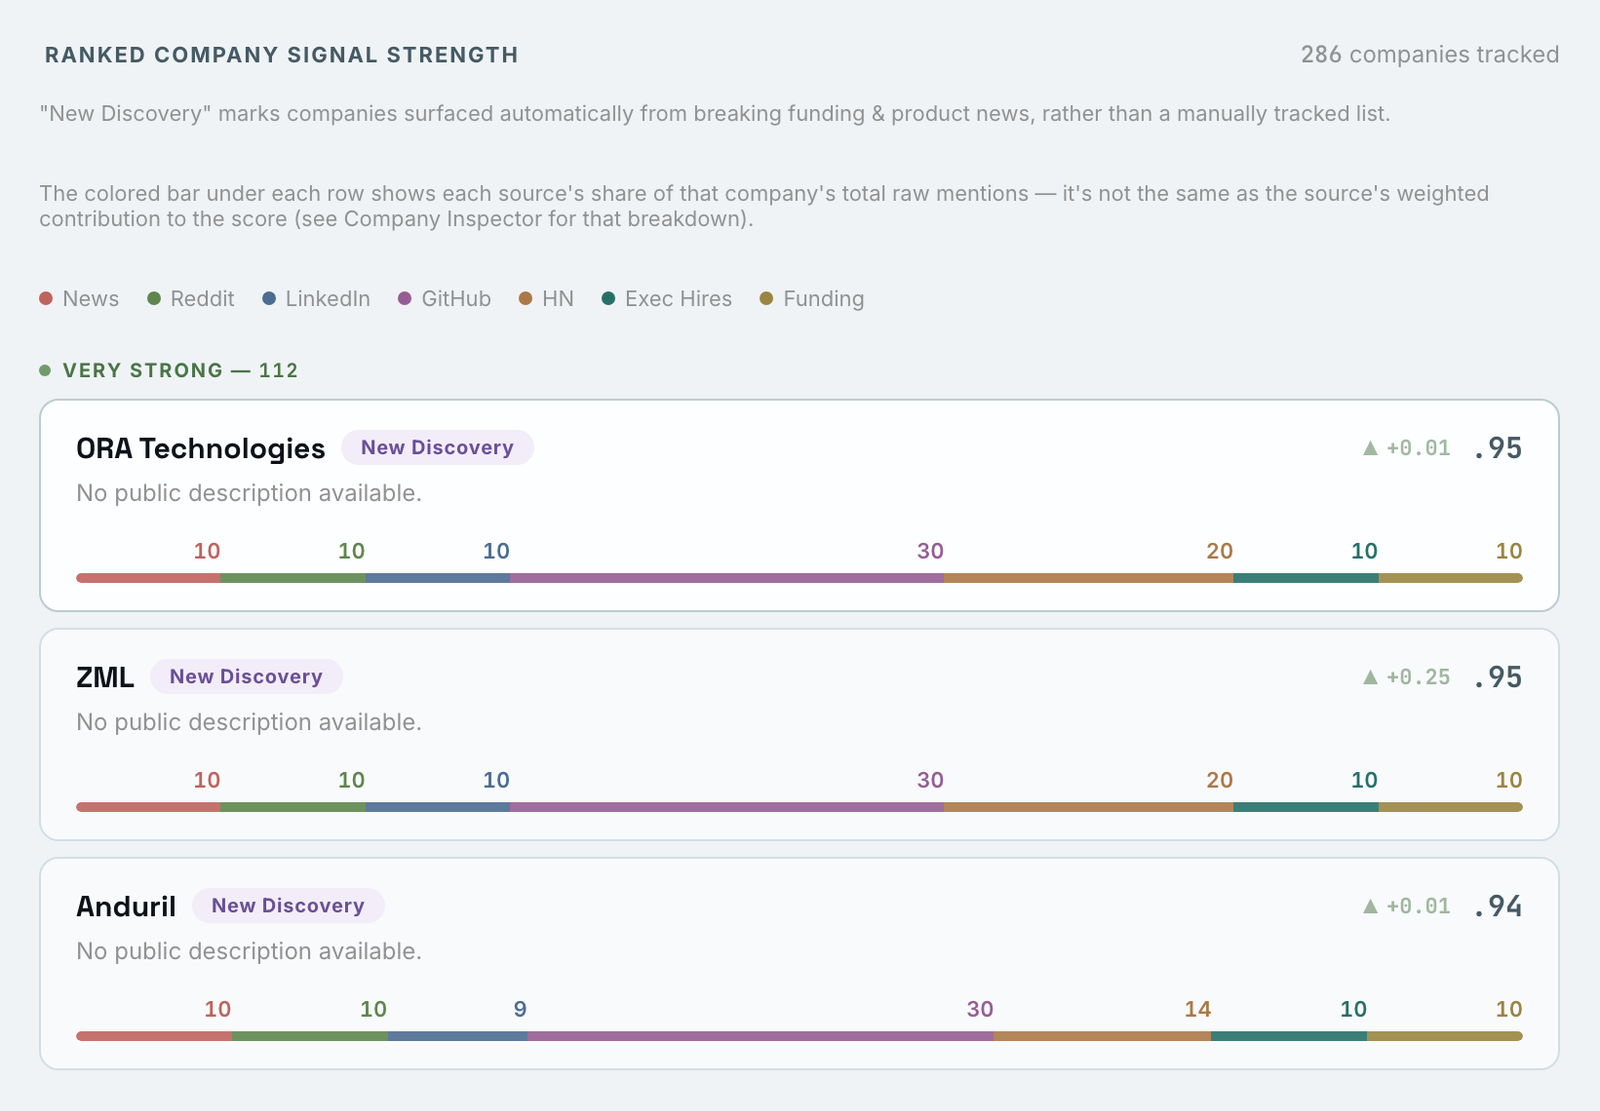 RANKED COMPANY SIGNAL STRENGTH
286 companies tracked
"New Discovery" marks companies surfaced automatically from breaking funding & product news, rather than a manually tracked list.
The colored bar under each row shows each source's share of that company's total raw mentions — it's not the same as the source's weighted
contribution to the score (see Company Inspector for that breakdown).
News Reddit LinkedIn GitHub HN Exec Hires Funding
VERY STRONG — 112
ORA Technologies New Discovery ▲ +0.01 .95
No public description available.
10 10 10 30 20 10 10
ZML New Discovery ▲ +0.25 .95
No public description available.
10 10 10 30 20 10 10
Anduril New Discovery ▲ +0.01 .94
No public description available.
10 10 9 30 14 10 10